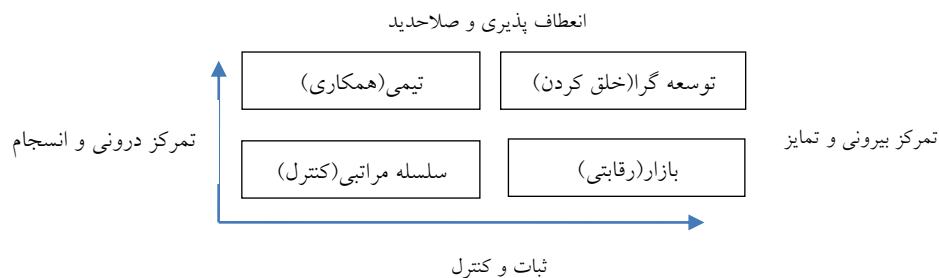 انعطاف پذیری و صلاحدید
توسعه گرا(خلق کردن)
تیمی(همکاری)
تمرکز بیرونی و تمایز
تمرکز درونی و انسجام
بازار(رقابتی)
سلسله مراتبی(کنترل)
ثبات و کنترل